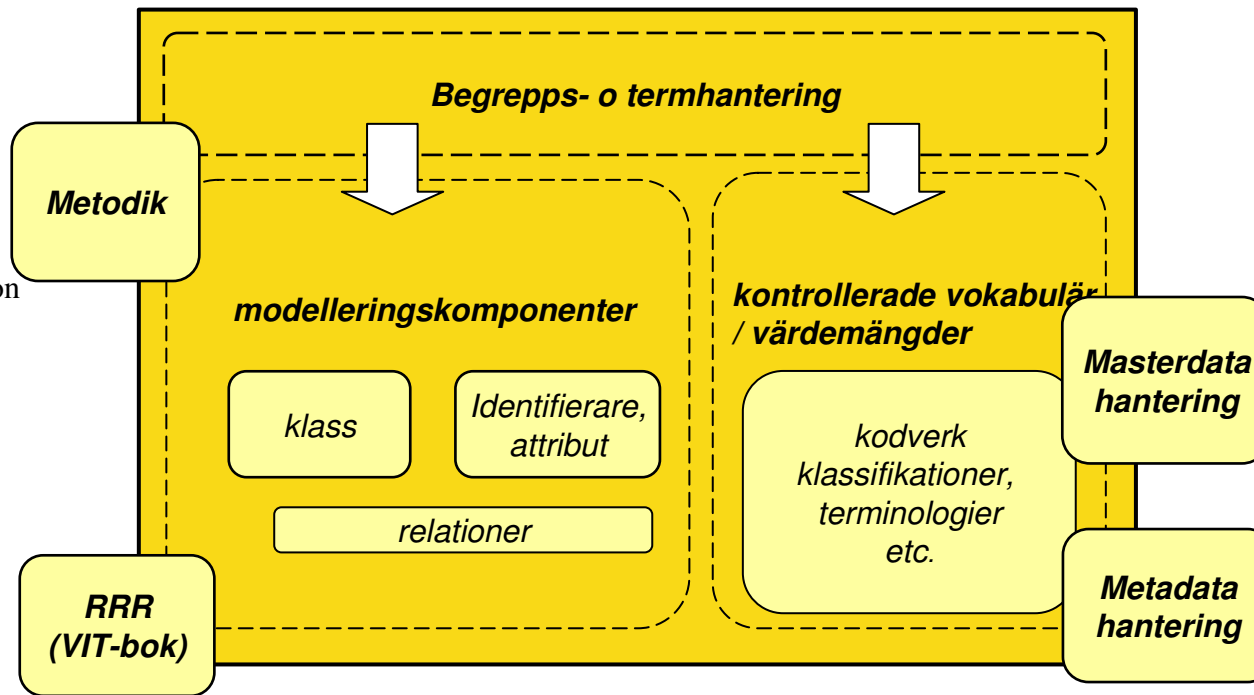 Begrepps- o termhantering
Metodik
on
modelleringskomponenter
kontrollerade vokabulär
/ värdemängder
klass
Identifierare,
attribut
relationer
kodverk
klassifikationer,
terminologier
etc.
Masterdata
hantering
RRR
(VIT-bok)
Metadata
hantering